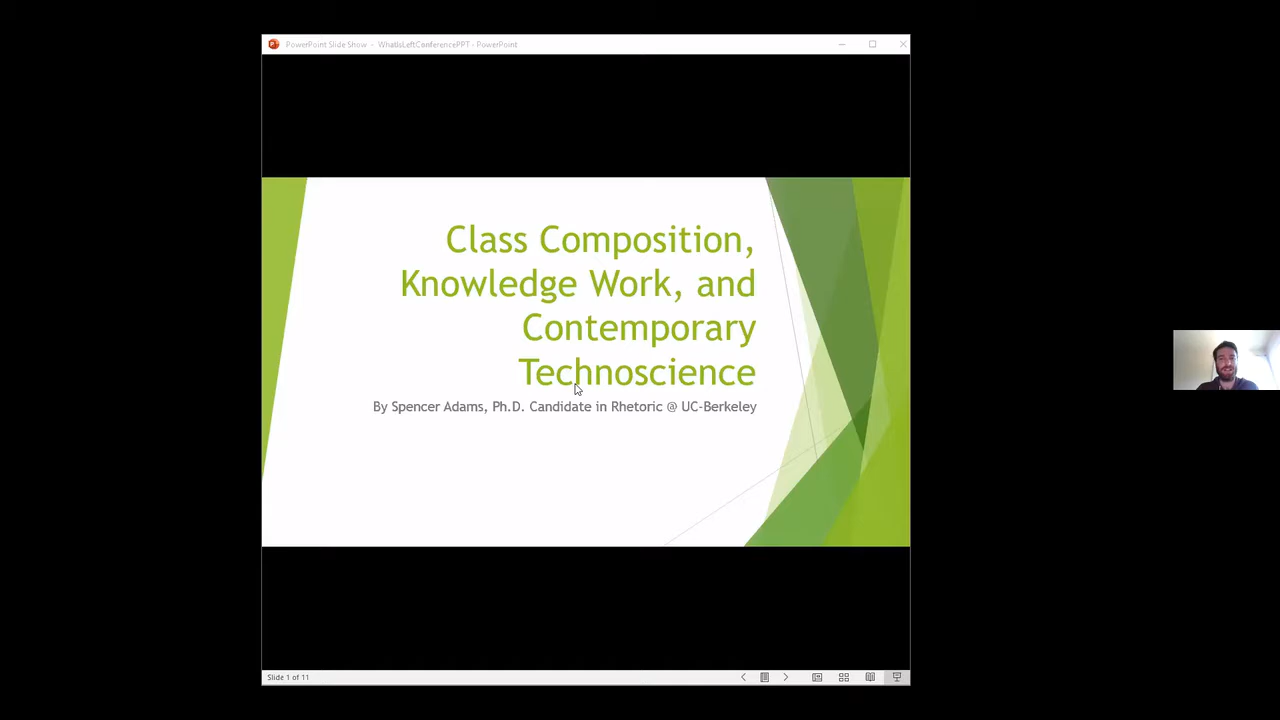 PowerPoint Slide Show - WhatIsLeftConferencePPT - PowerPoint
Class Composition,
Knowledge Work, and
Contemporary
Technoscience
By Spencer Adams, Ph.D. Candidate in Rhetoric @ UC-Berkeley
Slide 1 of 11